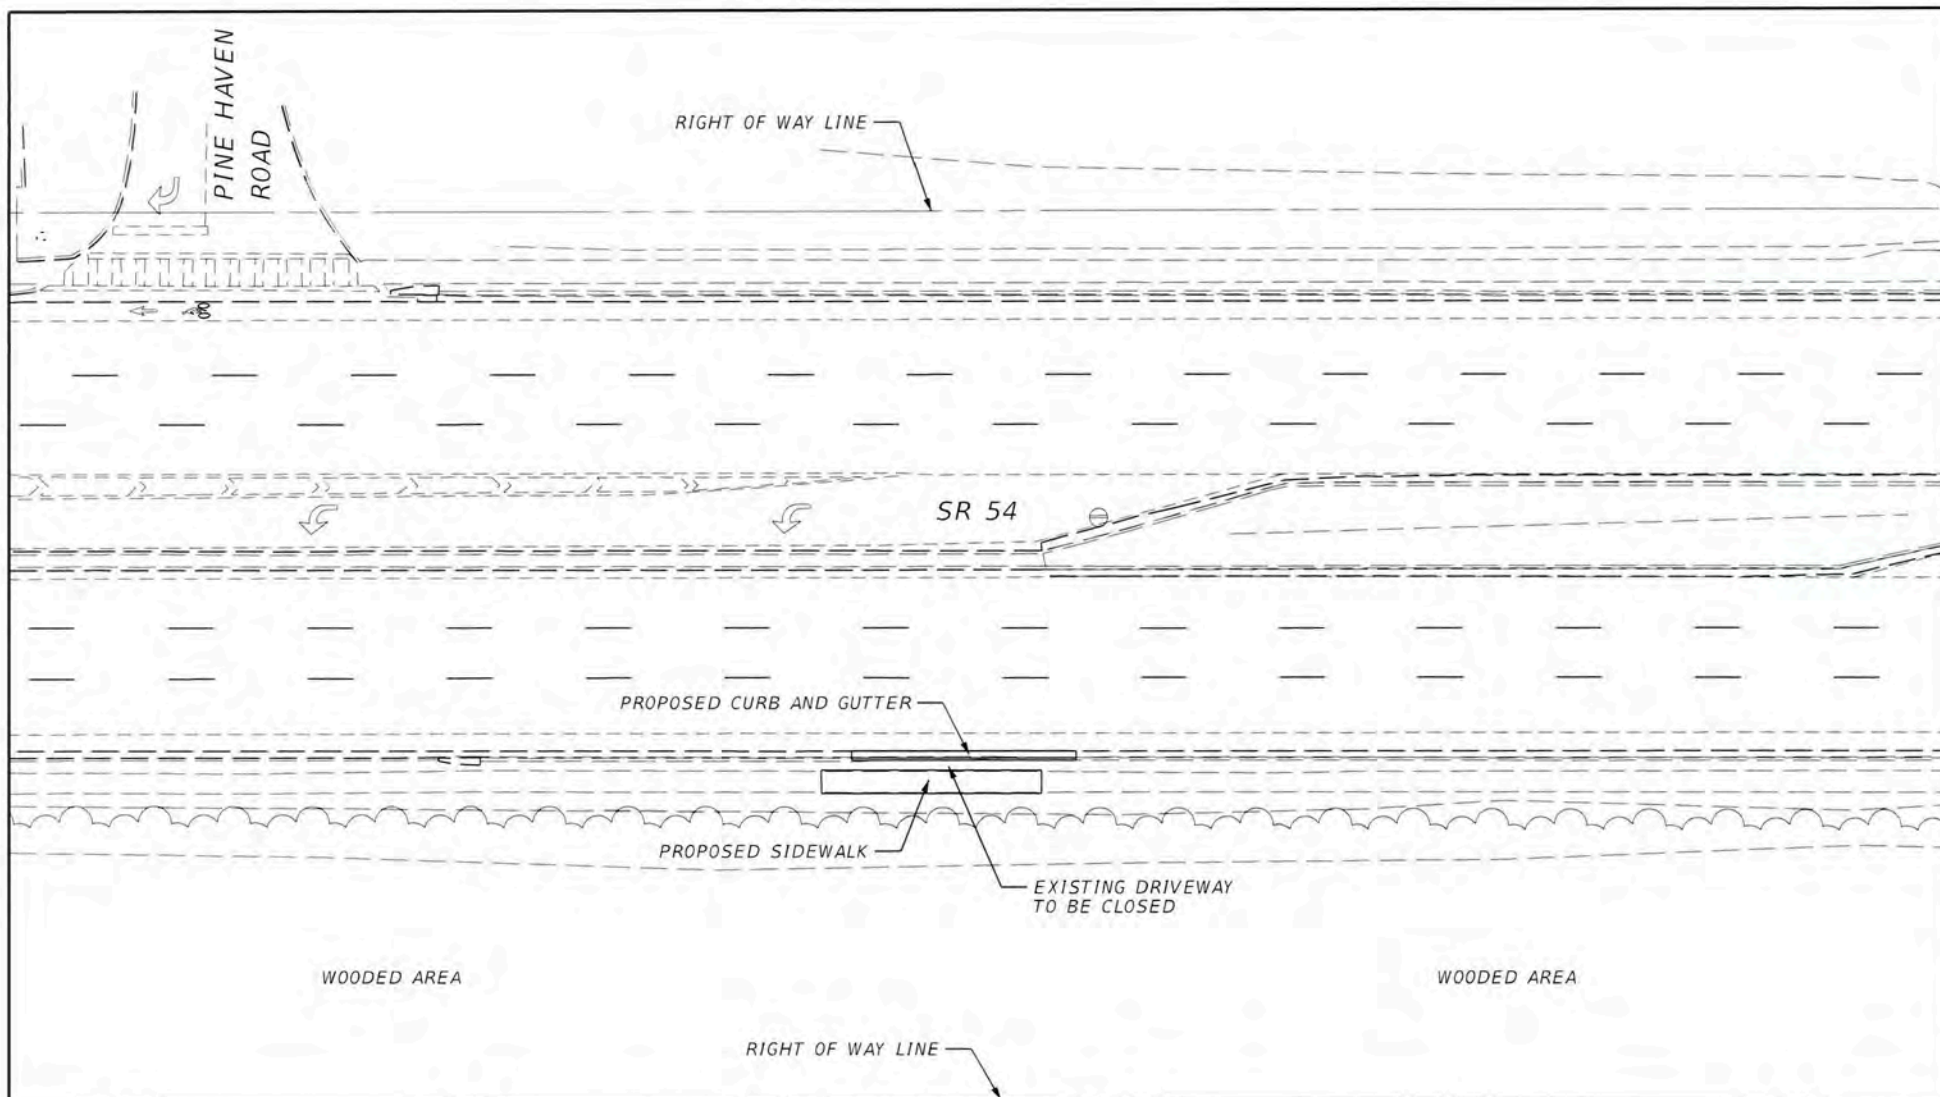 PINE HAVEN
ROAD
RIGHT OF WAY LINE
SR 54
PROPOSED CURB AND GUTTER
PROPOSED SIDEWALK
EXISTING DRIVEWAY
TO BE CLOSED
WOODED AREA
WOODED AREA
RIGHT OF WAY LINE